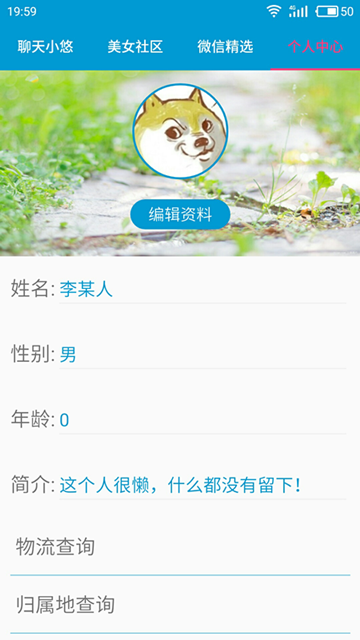 19:59
4G
50
聊天小悠
美女社区
微信精选
个人中心
编辑资料
姓名: 李某人
性别: 男
年龄: 0
简介: 这个人很懒，什么都没有留下！
物流查询
归属地查询